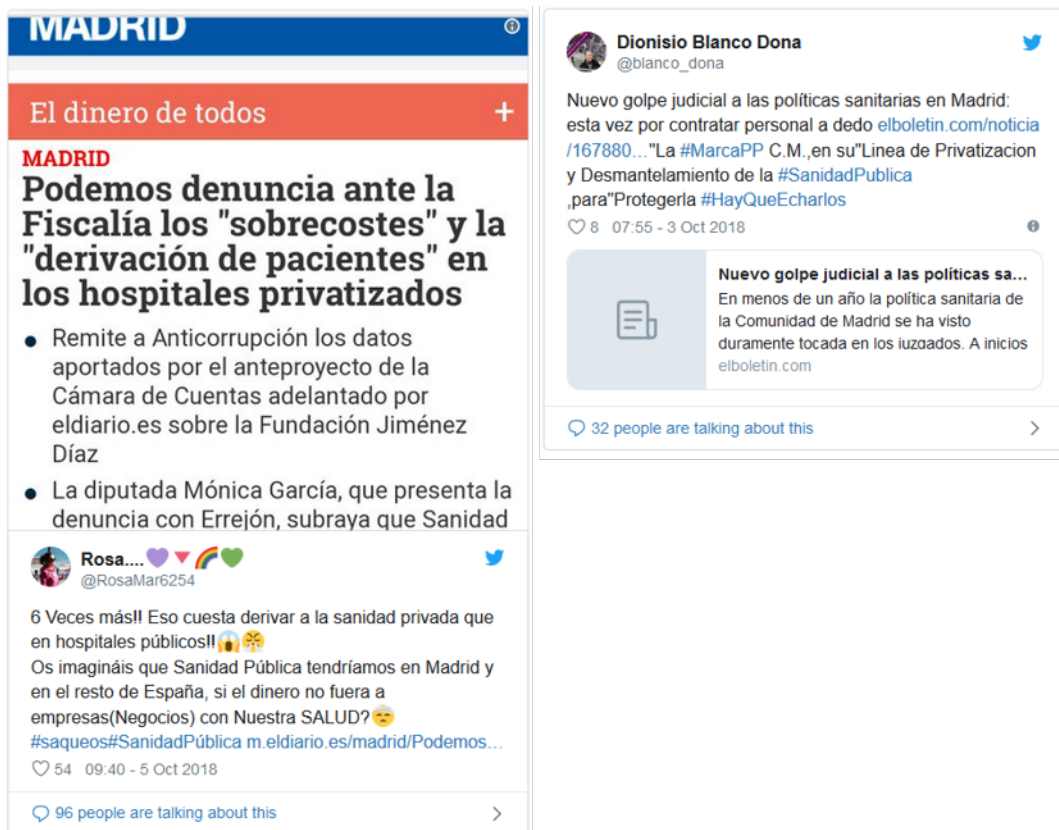 MADRID
El dinero de todos +
MADRID
Podemos denuncia ante la
Fiscalía los "sobrecostes" y la
"derivación de pacientes" en
los hospitales privatizados
Remite a Anticorrupción los datos
aportados por el anteproyecto de la
Cámara de Cuentas adelantado por
eldiario.es sobre la Fundación Jiménez
Díaz
La diputada Mónica García, que presenta la
denuncia con Errejón, subraya que Sanidad
Rosa....💜🔻🌈💚
@RosaMar6254
6 Veces más!! Eso cuesta derivar a la sanidad privada que
en hospitales públicos!!😱😤
Os imagináis que Sanidad Pública tendríamos en Madrid y
en el resto de España, si el dinero no fuera a
empresas(Negocios) con Nuestra SALUD?🤕
#saqueos#SanidadPública m.eldiario.es/madrid/Podemos...
54 09:40 - 5 Oct 2018
96 people are talking about this
Dionisio Blanco Dona
@blanco_dona
Nuevo golpe judicial a las políticas sanitarias en Madrid:
esta vez por contratar personal a dedo elboletin.com/noticia
/167880..."La #MarcaPP C.M.,en su"Linea de Privatizacion
y Desmantelamiento de la #SanidadPublica
,para"Protegerla #HayQueEcharlos
8 07:55 - 3 Oct 2018
Nuevo golpe judicial a las políticas sa...
En menos de un año la política sanitaria de
la Comunidad de Madrid se ha visto
duramente tocada en los juzgados. A inicios
elboletin.com
32 people are talking about this